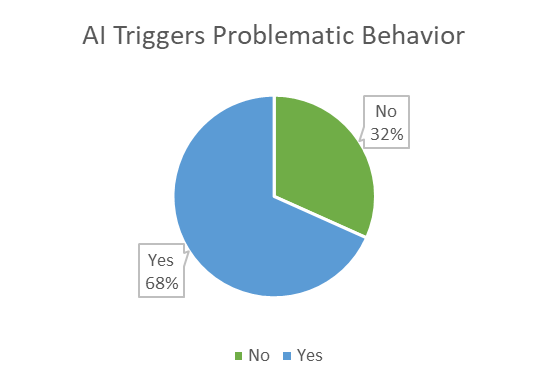 AI Triggers Problematic Behavior
No
32%
Yes
68%
No Yes